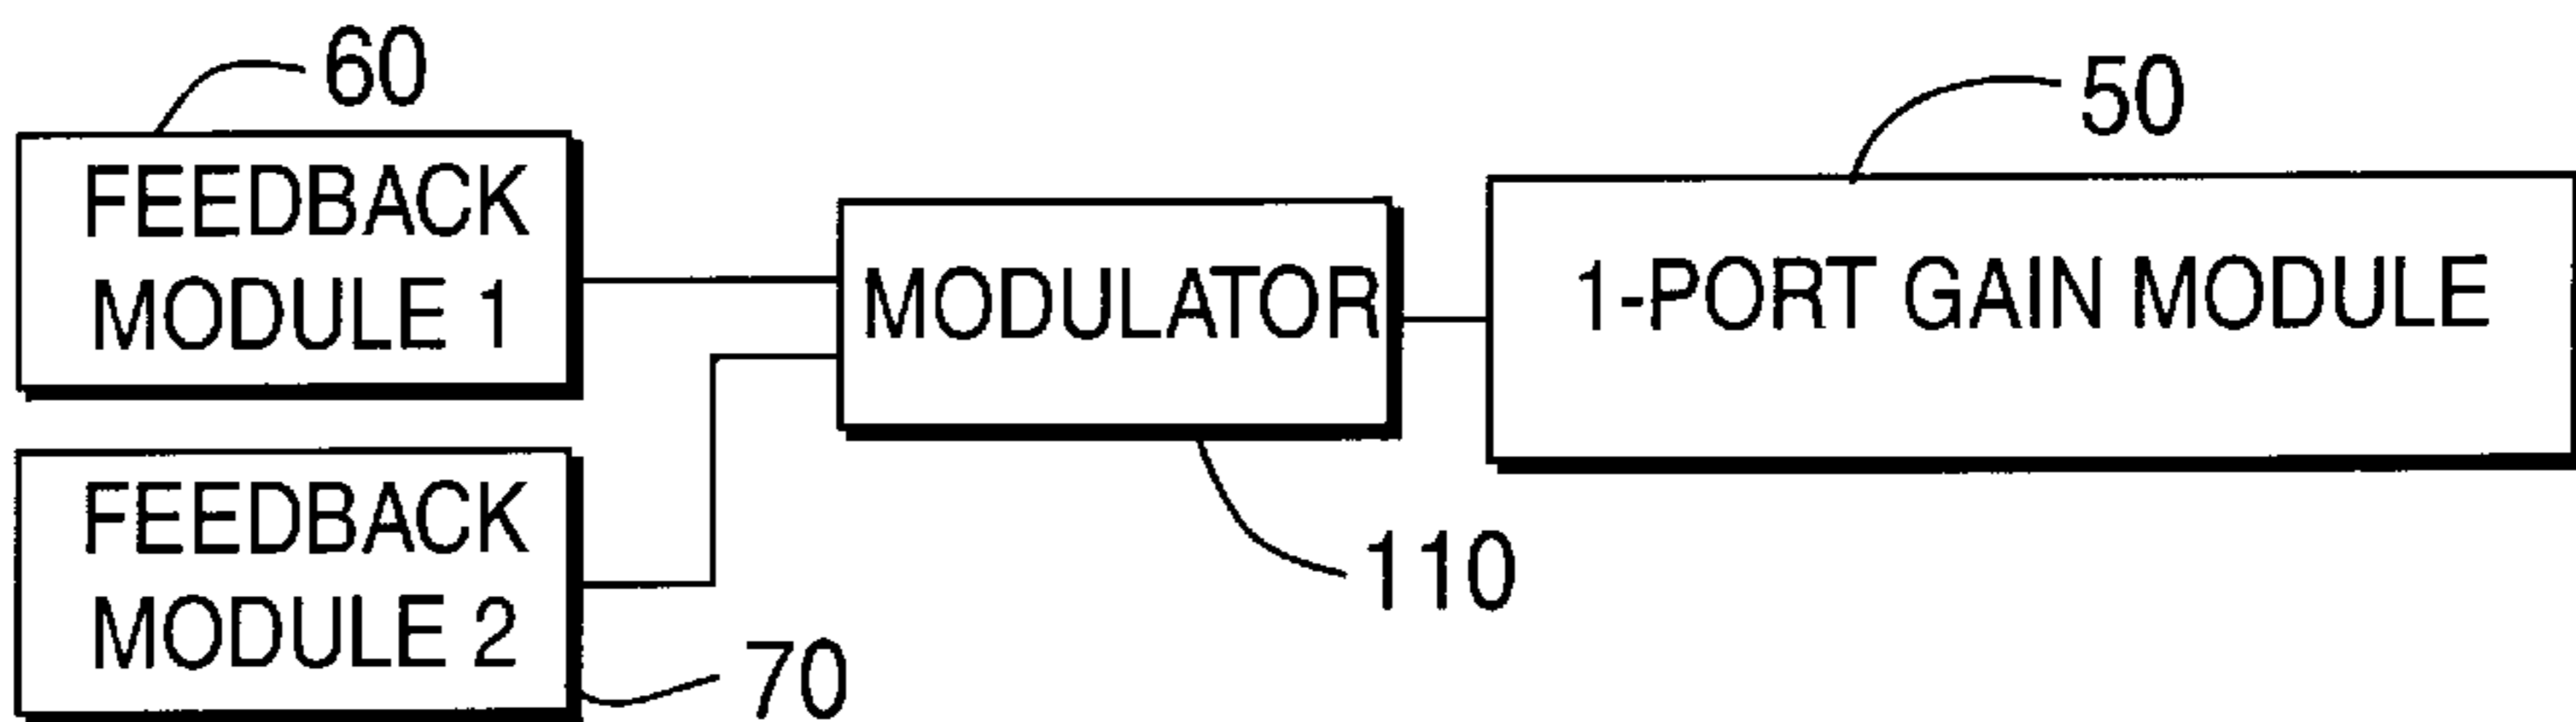 60
FEEDBACK
MODULE 1
MODULATOR
50
1-PORT GAIN MODULE
FEEDBACK
MODULE 2
70
110